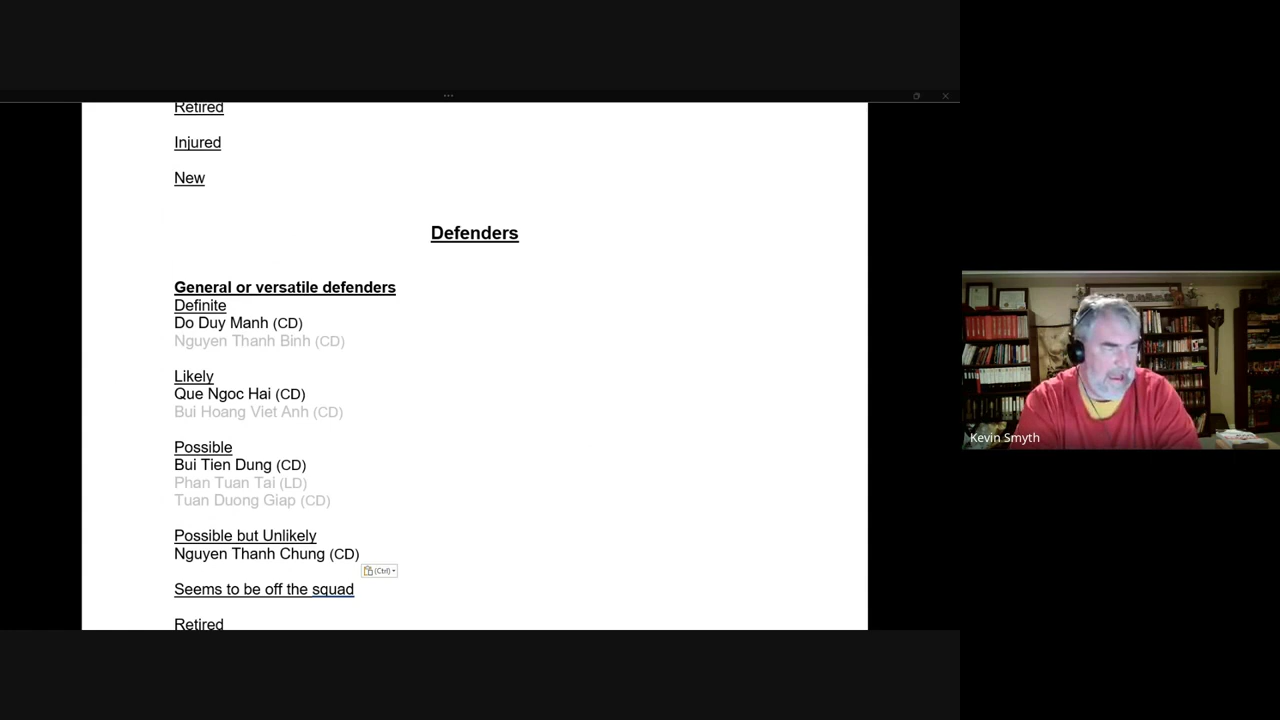 Retired
Injured
New
Defenders
General or versatile defenders
Definite
Do Duy Manh (CD)
Nguyen Thanh Binh (CD)
Likely
Que Ngoc Hai (CD)
Bui Hoang Viet Anh (CD)
Possible
Bui Tien Dung (CD)
Phan Tuan Tai (LD)
Tuan Duong Giap (CD)
Possible but Unlikely
Nguyen Thanh Chung (CD)
(Ctrl)
Seems to be off the squad
Retired
Kevin Smyth